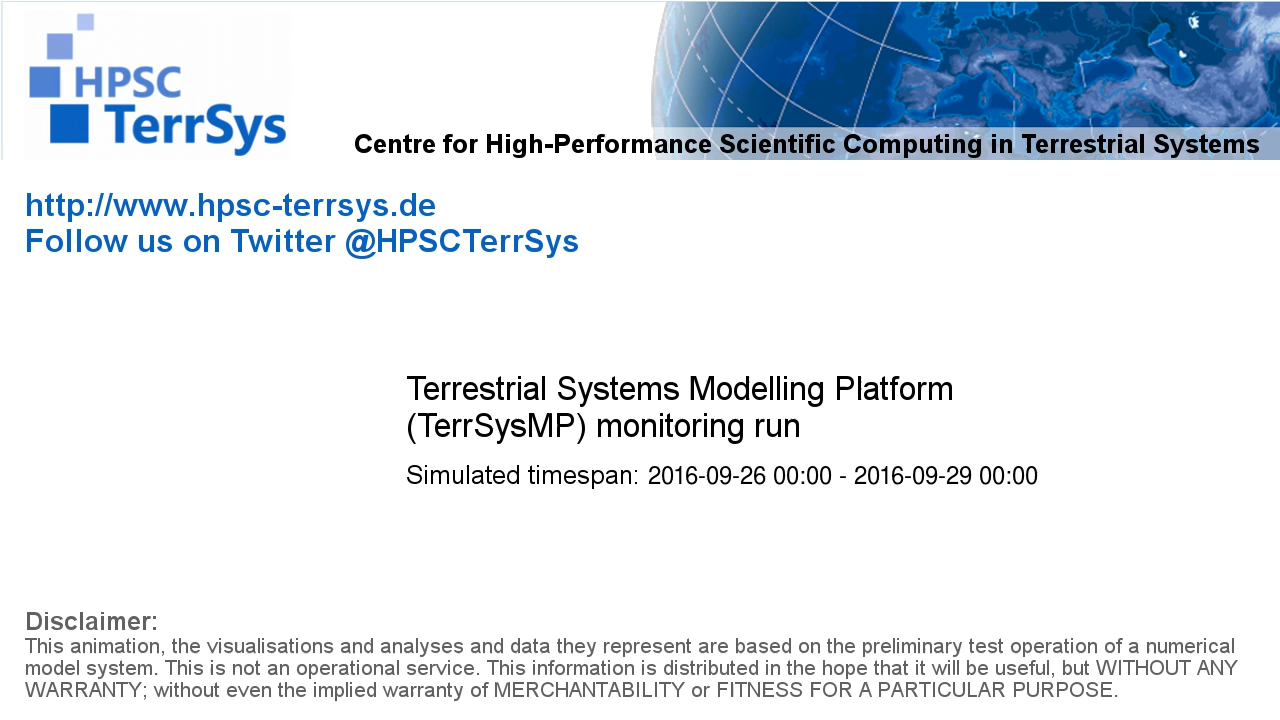 HPSC
TerrSys
Centre for High-Performance Scientific Computing in Terrestrial Systems
http://www.hpsc-terrsys.de
Follow us on Twitter @HPSCTerrSys
Terrestrial Systems Modelling Platform
(TerrSysMP) monitoring run
Simulated timespan: 2016-09-26 00:00 - 2016-09-29 00:00
Disclaimer:
This animation, the visualisations and analyses and data they represent are based on the preliminary test operation of a numerical
model system. This is not an operational service. This information is distributed in the hope that it will be useful, but WITHOUT ANY
WARRANTY; without even the implied warranty of MERCHANTABILITY or FITNESS FOR A PARTICULAR PURPOSE.